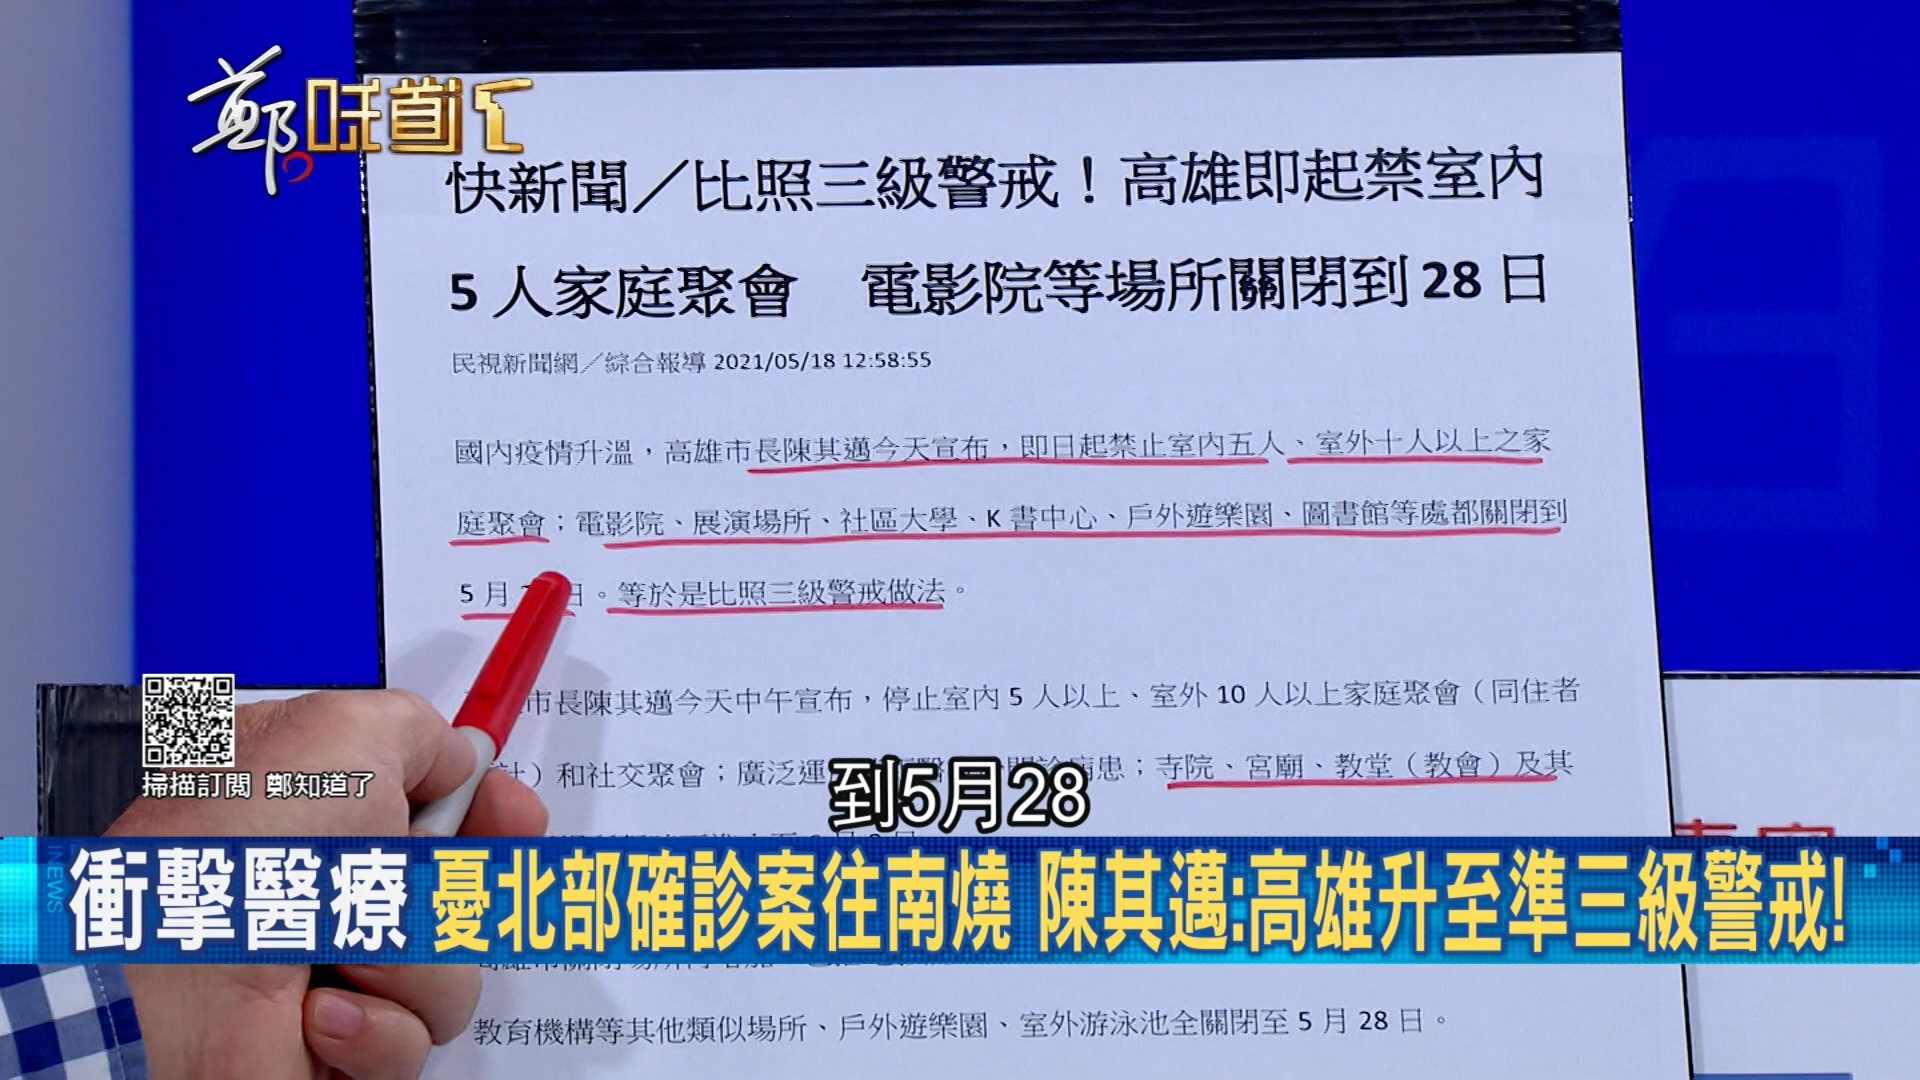 快新聞／比照三級警戒！高雄即起禁室內
5 人家庭聚會　電影院等場所關閉到 28 日
民視新聞網／綜合報導 2021/05/18 12:58:55
國內疫情升溫，高雄市長陳其邁今天宣布，即日起禁止室內五人、室外十人以上之家
庭聚會；電影院、展演場所、社區大學、K 書中心、戶外遊樂園、圖書館等處都關閉到
5 月 日。等於是比照三級警戒做法。
市長陳其邁今天中午宣布，停止室內 5 人以上、室外 10 人以上家庭聚會（同住者
）和社交聚會；廣泛運 患；寺院、宮廟、教堂（教會）及其
掃描訂閱 鄭知道了
到5月28
NEWS
衝擊醫療 憂北部確診案往南燒 陳其邁:高雄升至準三級警戒!
教育機構等其他類似場所、戶外遊樂園、室外游泳池全關閉至 5 月 28 日。